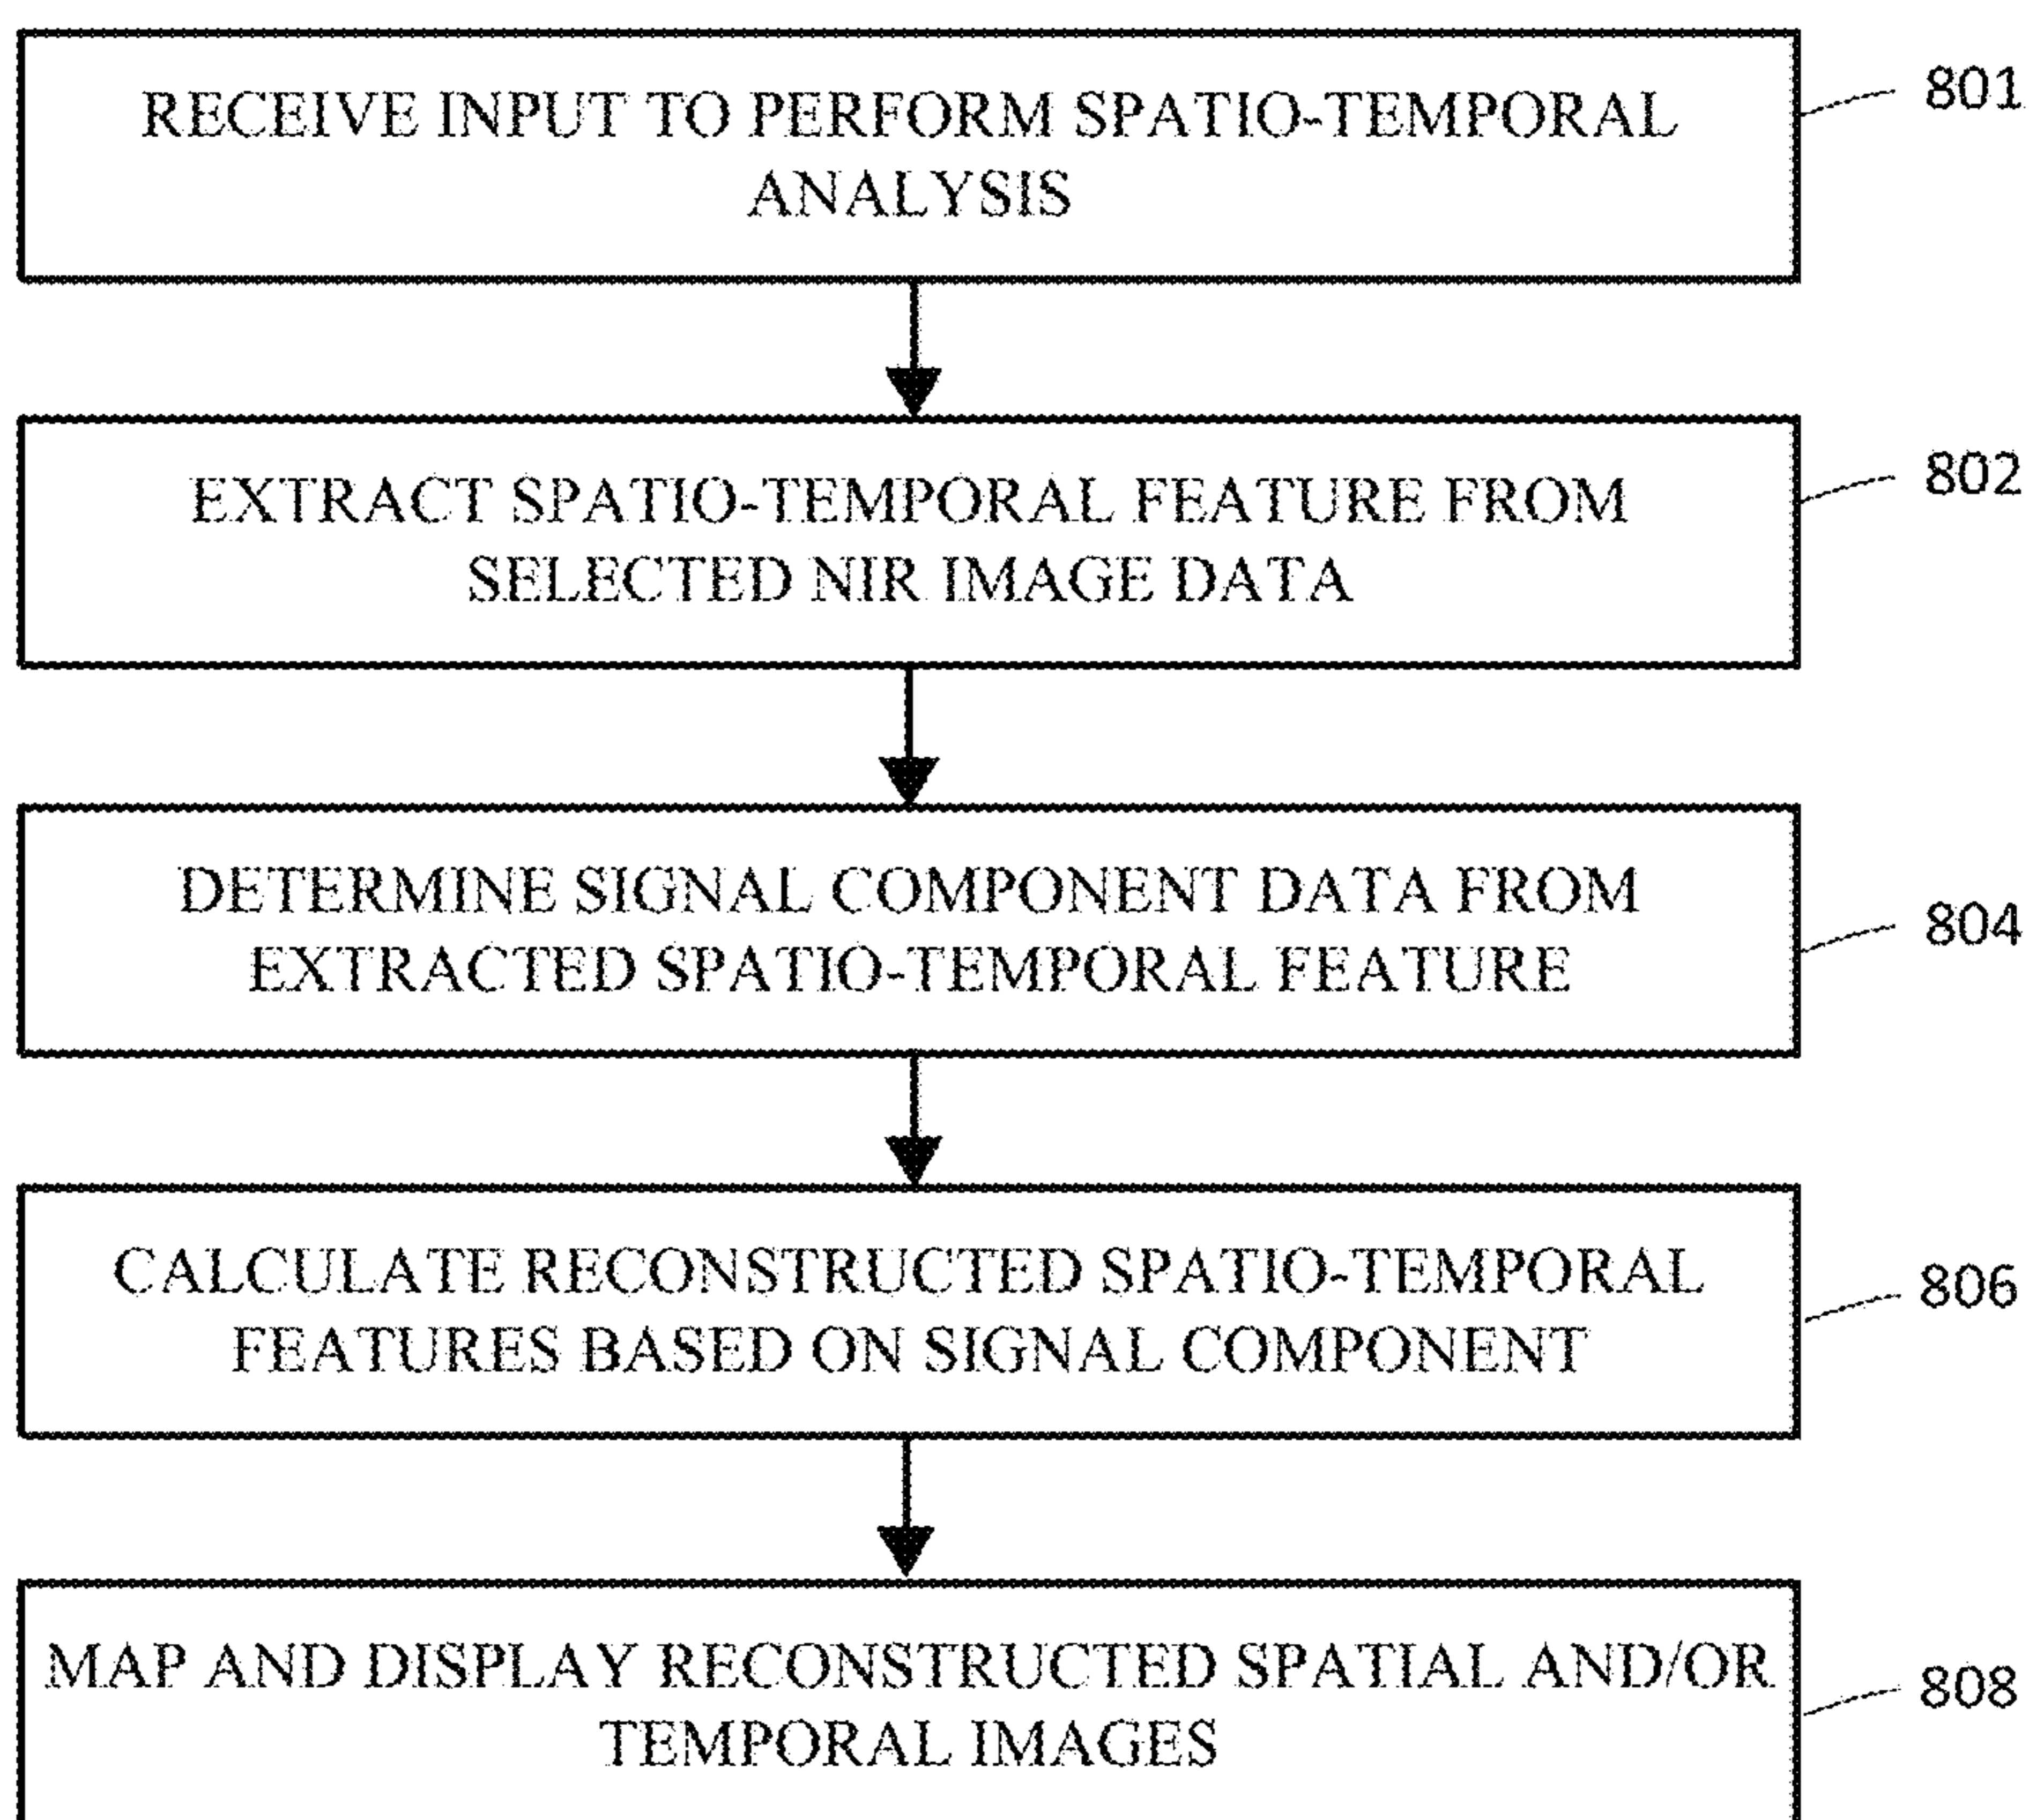 RECEIVE INPUT TO PERFORM SPATIO-TEMPORAL
ANALYSIS
801
EXTRACT SPATIO-TEMPORAL FEATURE FROM
SELECTED NIR IMAGE DATA
802
DETERMINE SIGNAL COMPONENT DATA FROM
EXTRACTED SPATIO-TEMPORAL FEATURE
804
CALCULATE RECONSTRUCTED SPATIO-TEMPORAL
FEATURES BASED ON SIGNAL COMPONENT
806
MAP AND DISPLAY RECONSTRUCTED SPATIAL AND/OR
TEMPORAL IMAGES
808